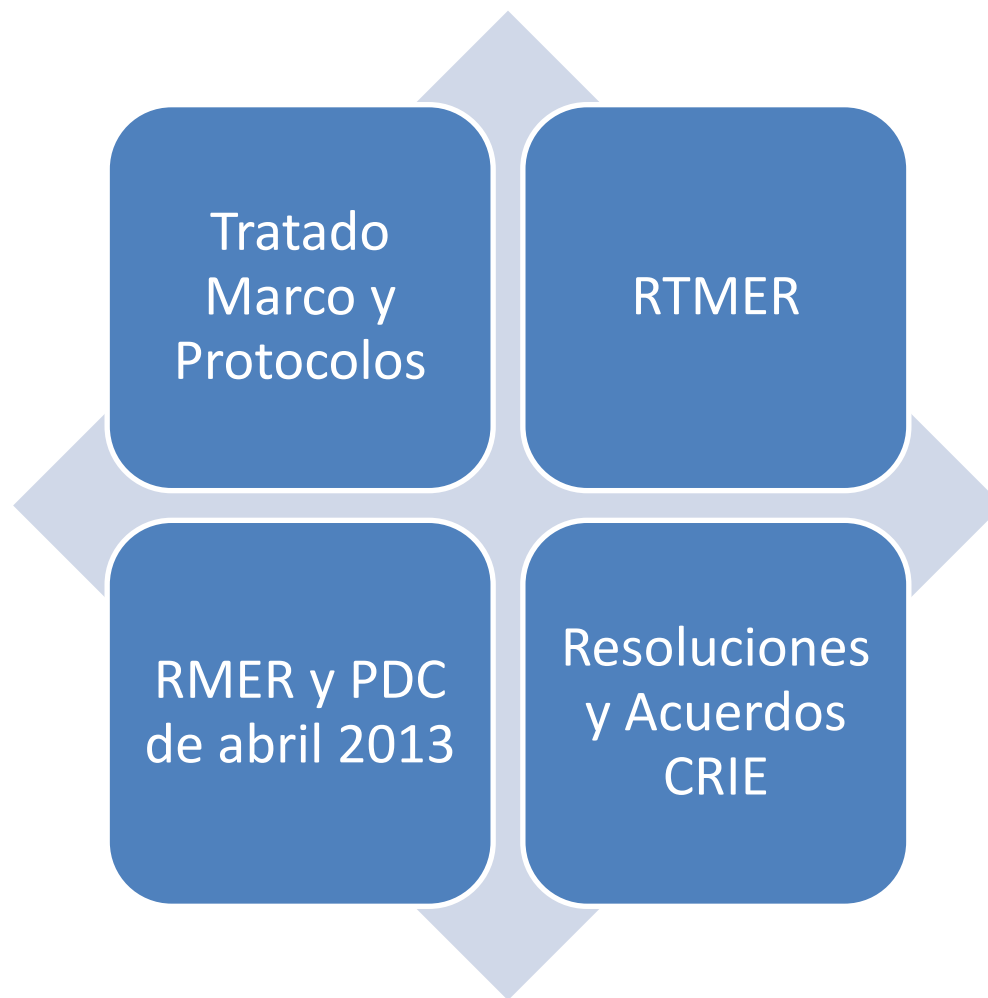 Tratado
Marco y
Protocolos
RTMER
RMER y PDC
de abril 2013
Resoluciones
y Acuerdos
CRIE